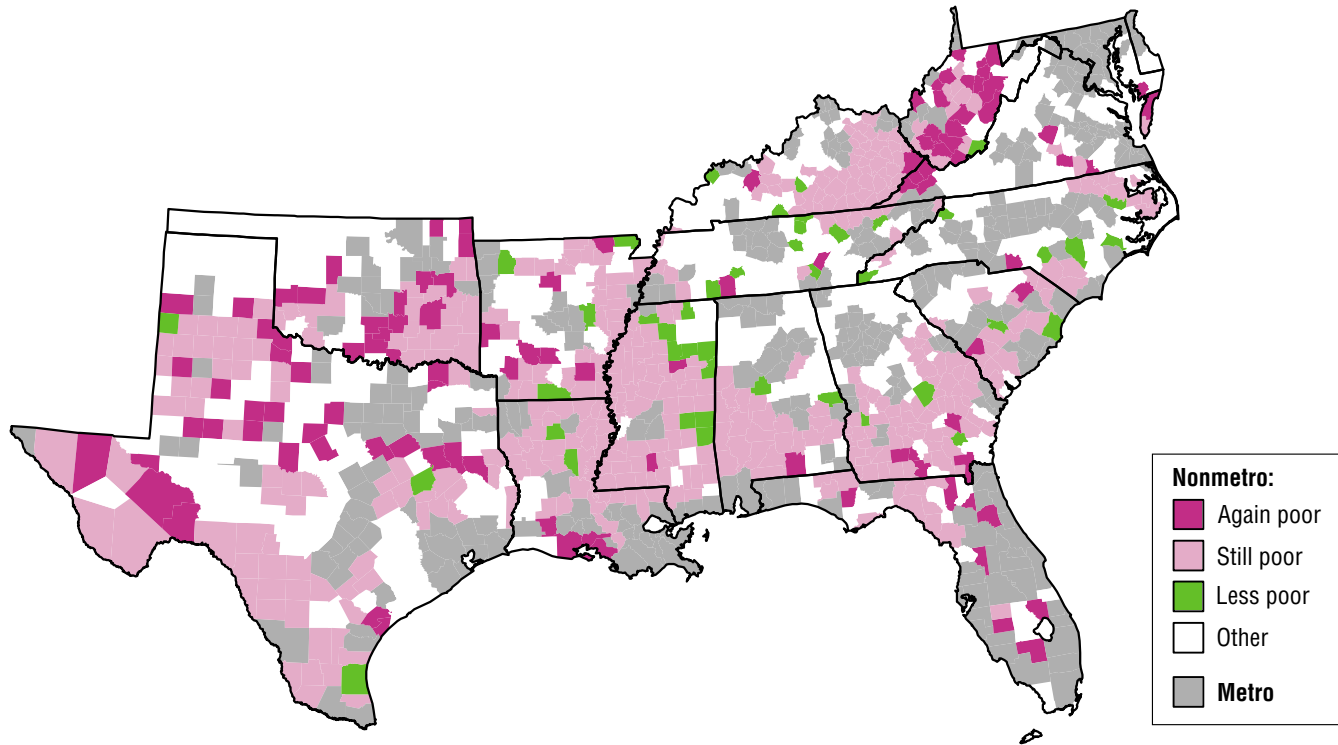 Nonmetro:
Again poor
Still poor
Less poor
Other
Metro